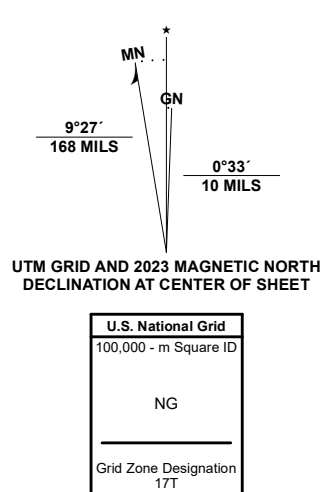 ★
MN
GN
9°27´
168 MILS
0°33´
10 MILS
UTM GRID AND 2023 MAGNETIC NORTH
DECLINATION AT CENTER OF SHEET
U.S. National Grid
100,000 - m Square ID
NG
Grid Zone Designation
17T